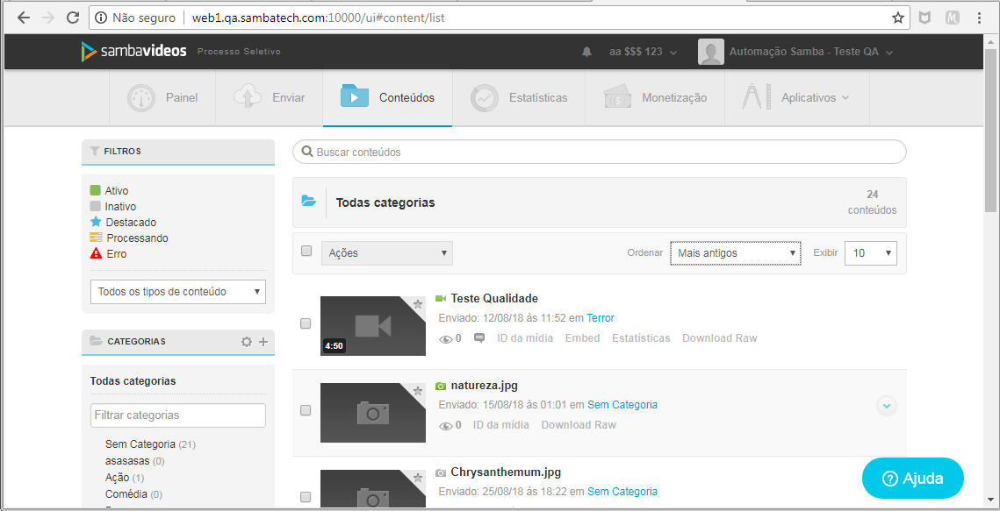 Não seguro
web1.qa.sambatech.com:10000/ui#content/list
sambavideos Processo Seletivo
aa $$$ 123
Automação Samba - Teste QA
Painel
Enviar
Conteúdos
Estatísticas
Monetização
Aplicativos
FILTROS
Ativo
Inativo
Destacado
Processando
Erro
Todos os tipos de conteúdo
CATEGORIAS
Todas categorias
Filtrar categorias
Sem Categoria (21)
asasasas (0)
Ação (1)
Comédia (0)
Buscar conteúdos
Todas categorias
24
conteúdos
Ações
Ordenar
Mais antigos
Exibir
10
4:50
Teste Qualidade
Enviado: 12/08/18 às 11:52 em Terror
0 ID da mídia Embed Estatísticas Download Raw
natureza.jpg
Enviado: 15/08/18 às 01:01 em Sem Categoria
0 ID da mídia Download Raw
Chrysanthemum.jpg
Enviado: 25/08/18 às 18:22 em Sem Categoria
Ajuda